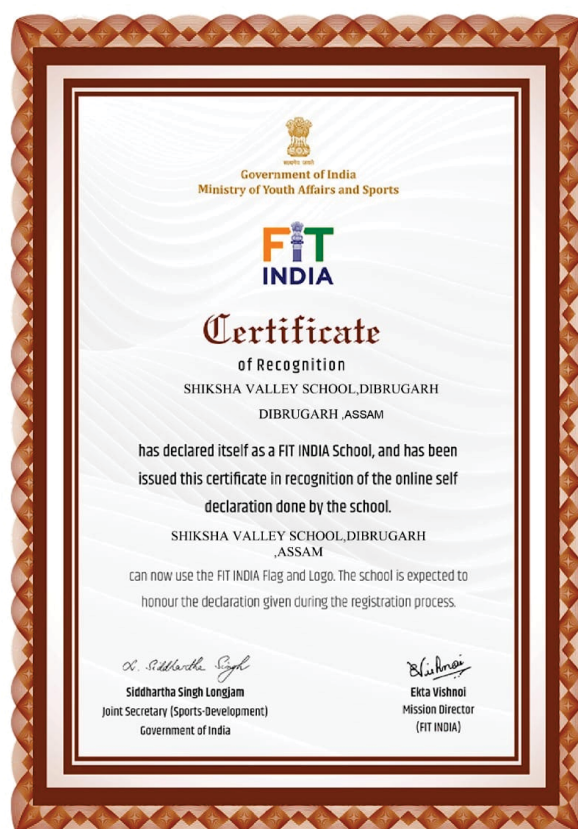 सत्यमेव जयते
Government of India
Ministry of Youth Affairs and Sports
FiT
INDIA
Certificate
of Recognition
SHIKSHA VALLEY SCHOOL,DIBRUGARH
DIBRUGARH ,ASSAM
has declared itself as a FIT INDIA School, and has been
issued this certificate in recognition of the online self
declaration done by the school.
SHIKSHA VALLEY SCHOOL,DIBRUGARH
,ASSAM
can now use the FIT INDIA Flag and Logo. The school is expected to
honour the declaration given during the registration process.
L. Siddhartha Singh
Vishnoi
Siddhartha Singh Longjam
Ekta Vishnoi
Joint Secretary (Sports-Development)
Mission Director
Government of India
(FIT INDIA)